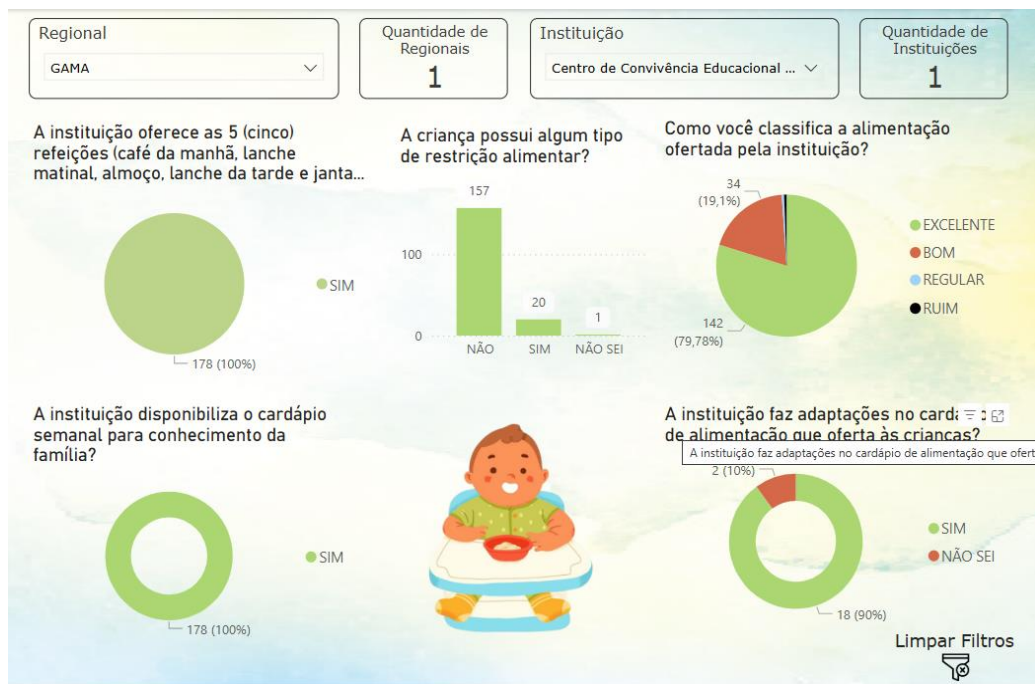 Regional
GAMA
Quantidade de
Regionais
1
Instituição
Centro de Convivência Educacional ...
Quantidade de
Instituições
1
A instituição oferece as 5 (cinco)
refeições (café da manhã, lanche
matinal, almoço, lanche da tarde e janta...
SIM
178 (100%)
A criança possui algum tipo
de restrição alimentar?
157
100
20
1
0
NÃO
SIM
NÃO SEI
Como você classifica a alimentação
ofertada pela instituição?
34
(19,1%)
142
(79,78%)
EXCELENTE
BOM
REGULAR
RUIM
A instituição disponibiliza o cardápio
semanal para conhecimento da
família?
SIM
178 (100%)
A instituição faz adaptações no
de alimentação que oferta às crianças?
A instituição faz adaptações no cardápio de alimentação que ofert
2 (10%)
SIM
NÃO SEI
18 (90%)
Limpar Filtros